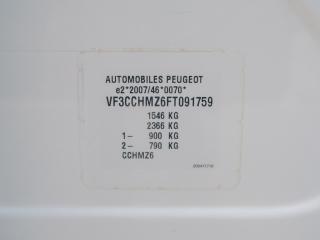 AUTOMOBILES PEUGEOT
e2*2007/46*0070*
VF3CCHMZ6FT091759
1546 KG
2366 KG
1- 900 KG
2- 790 KG
CCHMZ6